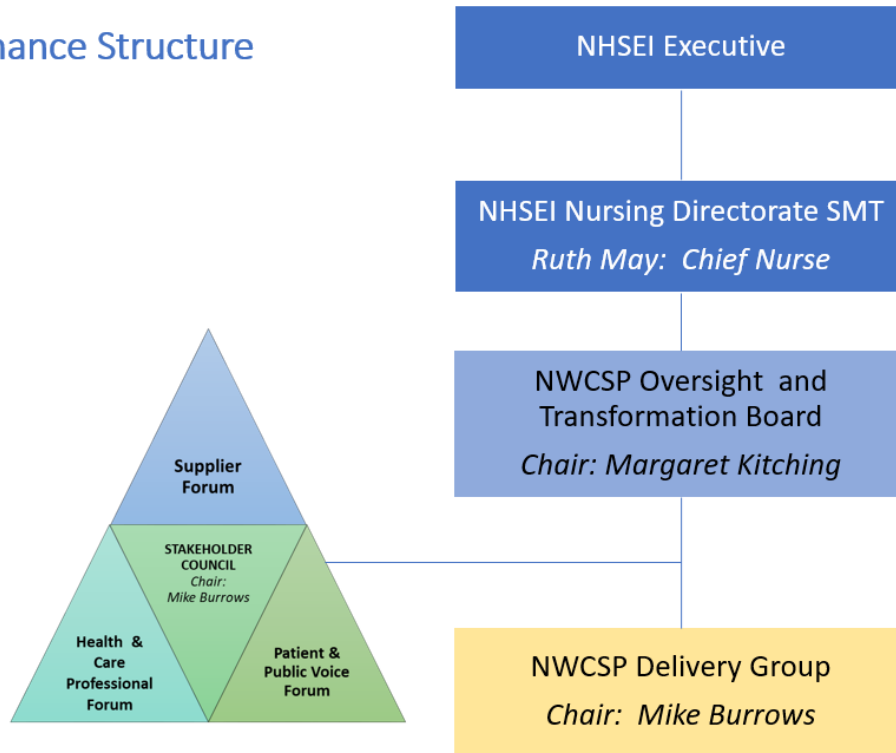 Structure
NHSEI Executive
NHSEI Nursing Directorate SMT
Ruth May: Chief Nurse
NWCSP Oversight and
Transformation Board
Chair: Margaret Kitching
Supplier
Forum
STAKEHOLDER
COUNCIL
Chair:
Mike Burrows
Health &
Care
Professional
Forum
Patient &
Public Voice
Forum
NWCSP Delivery Group
Chair: Mike Burrows